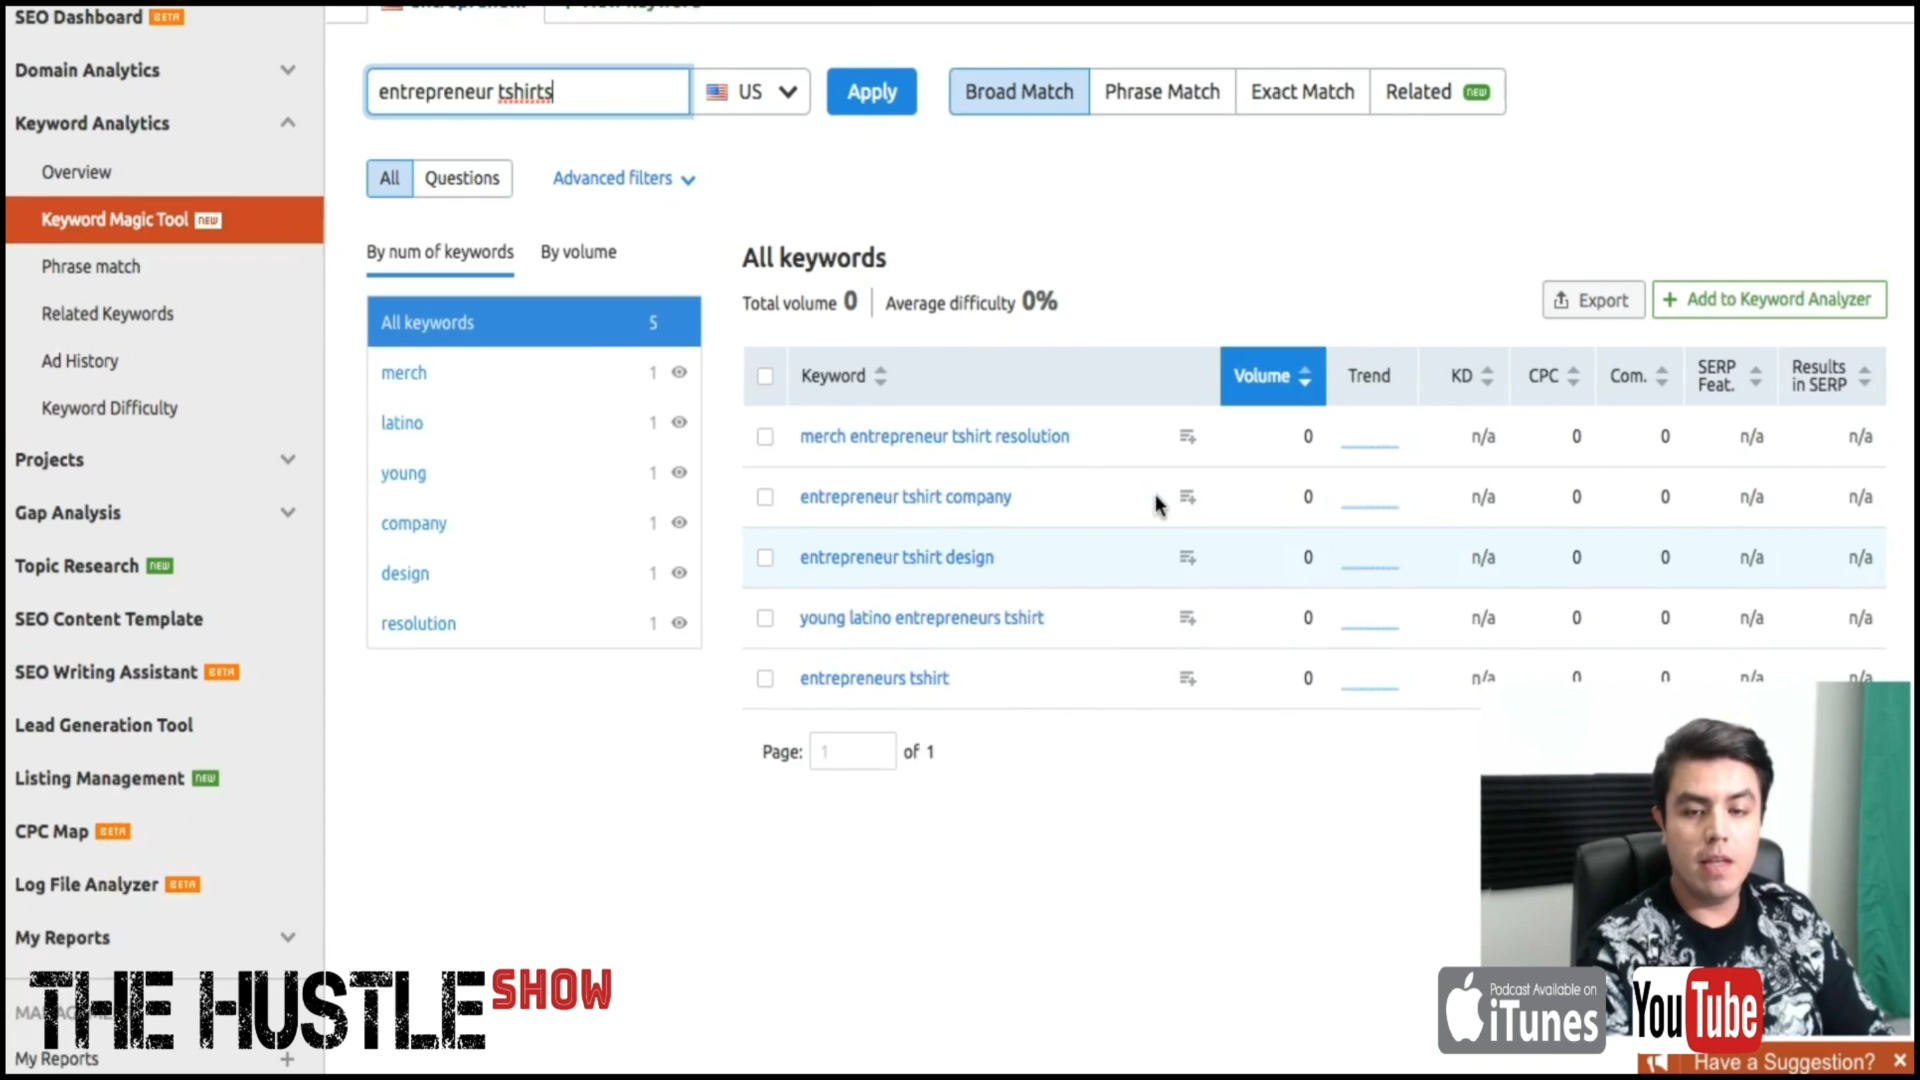 SEO Dashboard BETA
Domain Analytics
Keyword Analytics
Overview
Keyword Magic Tool NEW
Phrase match
Related Keywords
Ad History
Keyword Difficulty
Projects
Gap Analysis
Topic Research NEW
SEO Content Template
SEO Writing Assistant BETA
Lead Generation Tool
Listing Management NEW
CPC Map BETA
Log File Analyzer BETA
My Reports
My Reports +
entrepreneur tshirts
US
Apply
Broad Match
Phrase Match
Exact Match
Related NEW
All
Questions
Advanced filters
By num of keywords
By volume
All keywords 5
merch 1
latino 1
young 1
company 1
design 1
resolution 1
All keywords
Total volume 0 | Average difficulty 0%
Export
+ Add to Keyword Analyzer
Keyword Volume Trend KD CPC Com. SERP Feat. Results in SERP
merch entrepreneur tshirt resolution 0 n/a 0 0 n/a n/a
entrepreneur tshirt company 0 n/a 0 0 n/a n/a
entrepreneur tshirt design 0 n/a 0 0 n/a n/a
young latino entrepreneurs tshirt 0 n/a 0 0 n/a n/a
entrepreneurs tshirt 0 n/a 0 0 n/a n/a
Page: 1 of 1
THE HUSTLE SHOW
Podcast Available on
iTunes
YouTube
Have a Suggestion? ×